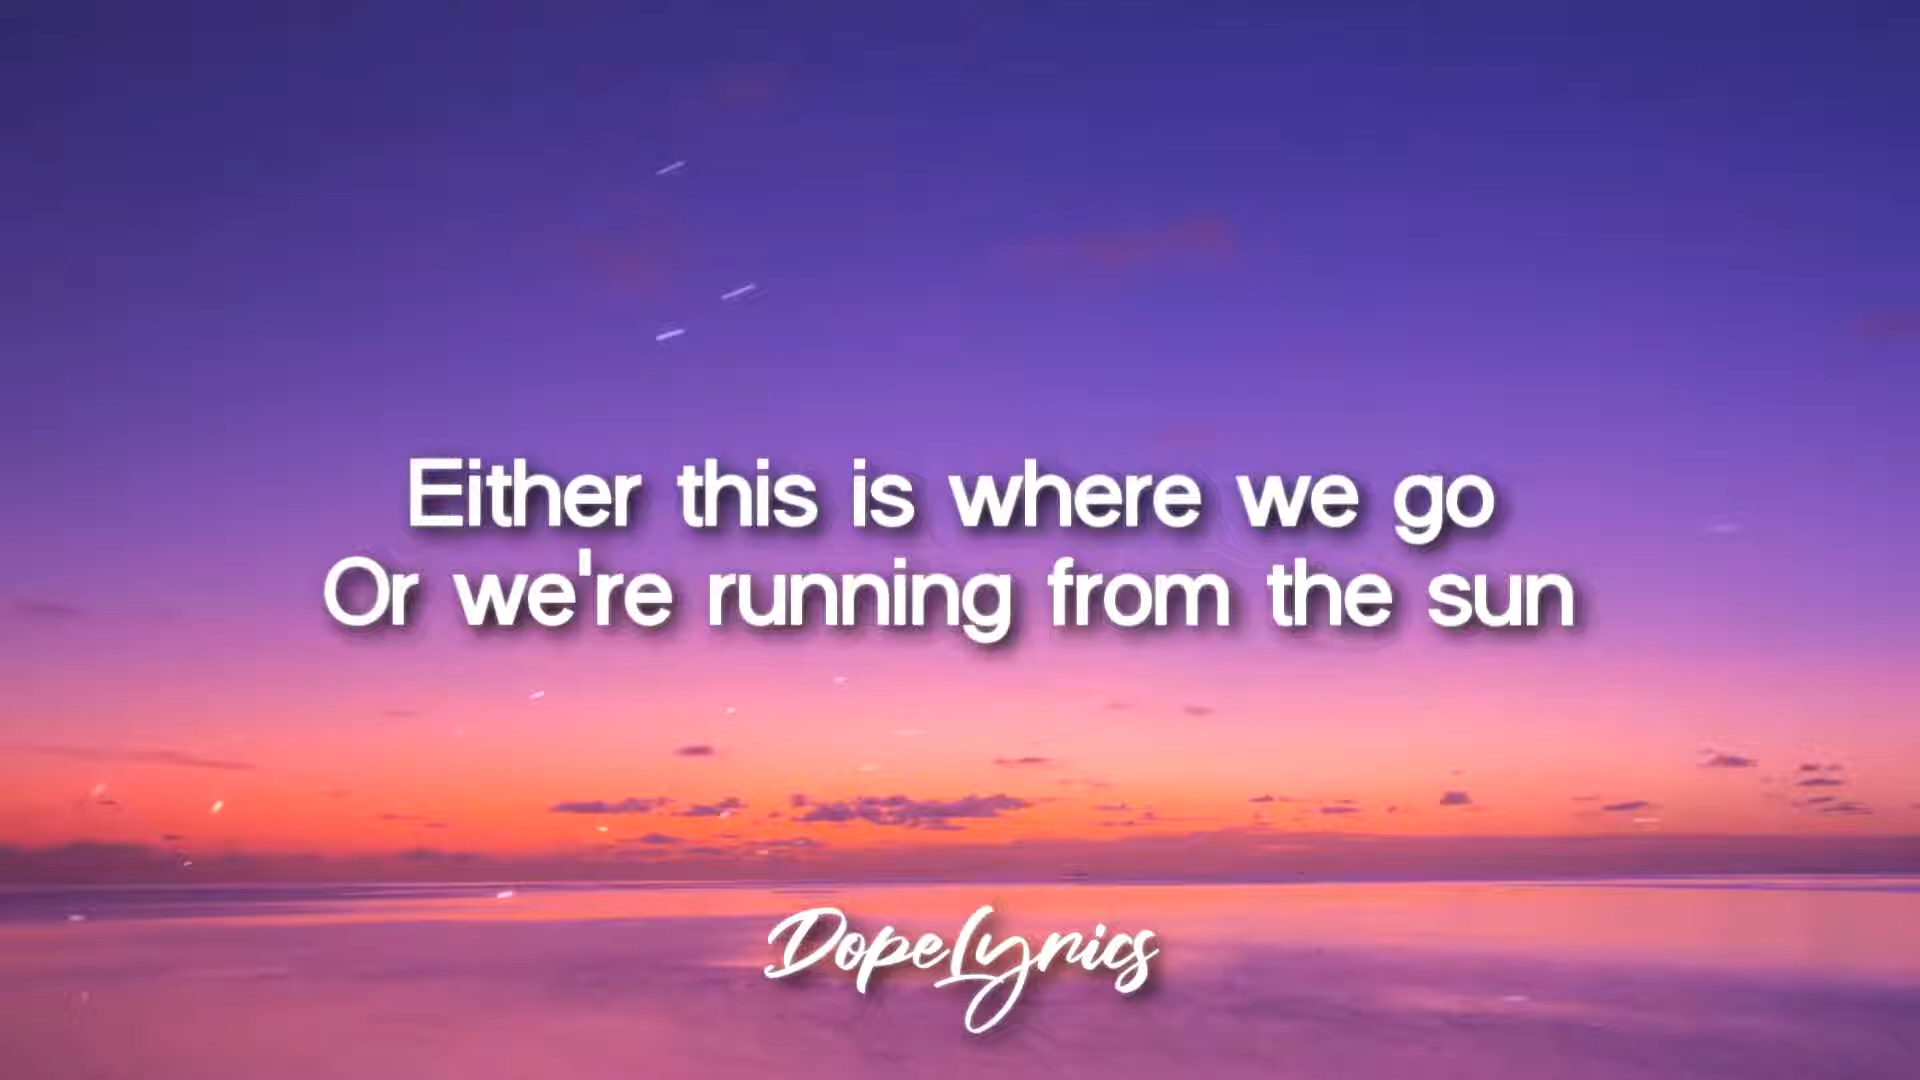 Either this is where we go
Or we're running from the sun
DopeLyrics